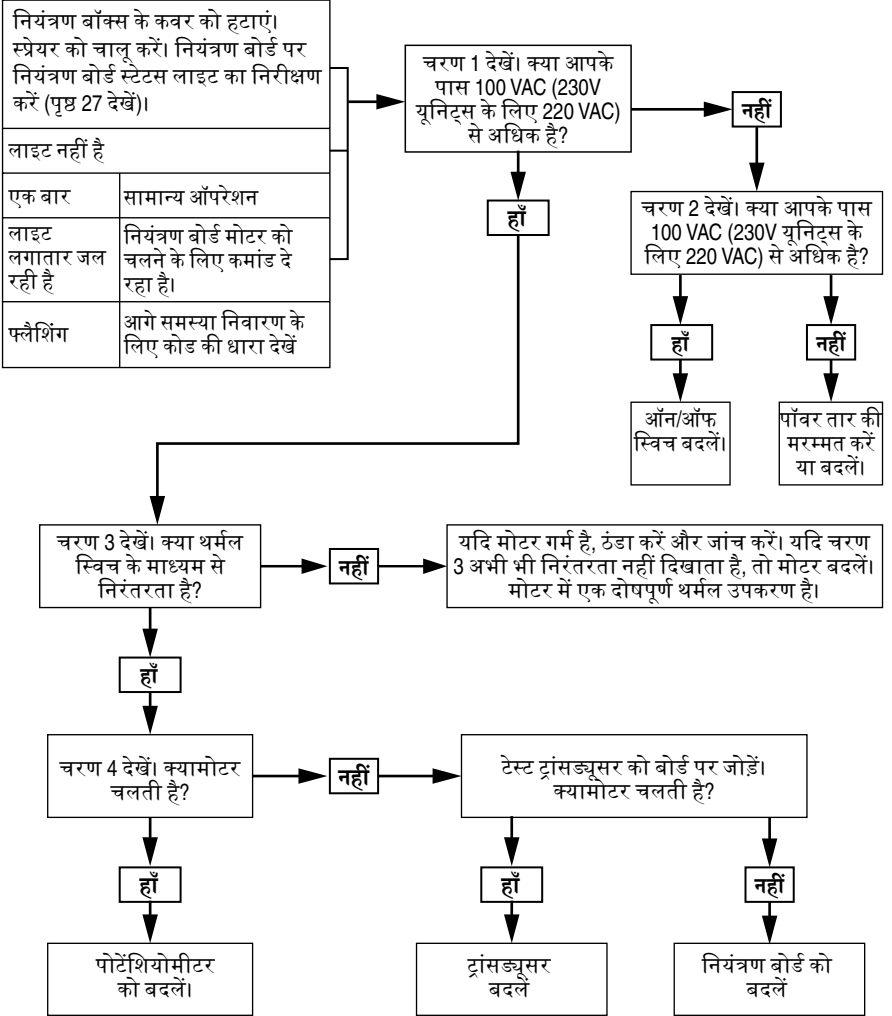 नियंत्रण बॉक्स के कवर को हटाएं।
स्प्रेयर को चालू करें। नियंत्रण बोर्ड पर
नियंत्रण बोर्ड स्टेटस लाइट का निरीक्षण
करें (पृष्ठ 27 देखें)।
लाइट नहीं है
एक बार
सामान्य ऑपरेशन
लाइट
लगातार जल
रही है
नियंत्रण बोर्ड मोटर को
चलने के लिए कमांड दे
रहा है।
फ्लैशिंग
आगे समस्या निवारण के
लिए कोड की धारा देखें
चरण 1 देखें। क्या आपके
पास 100 VAC (230V
यूनिट्स के लिए 220 VAC)
से अधिक है?
नहीं
हाँ
चरण 2 देखें। क्या आपके पास
100 VAC (230V यूनिट्स के
लिए 220 VAC) से अधिक है?
हाँ
नहीं
ऑन/ऑफ
स्विच बदलें।
पॉवर तार की
मरम्मत करें
या बदलें।
चरण 3 देखें। क्या थर्मल
स्विच के माध्यम से
निरंतरता है?
नहीं
यदि मोटर गर्म है, ठंडा करें और जांच करें। यदि चरण
3 अभी भी निरंतरता नहीं दिखाता है, तो मोटर बदलें।
मोटर में एक दोषपूर्ण थर्मल उपकरण है।
हाँ
चरण 4 देखें। क्यामोटर
चलती है?
नहीं
टेस्ट ट्रांसड्यूसर को बोर्ड पर जोड़ें।
क्यामोटर चलती है?
हाँ
हाँ
नहीं
पोटेंशियोमीटर
को बदलें।
ट्रांसड्यूसर
बदलें
नियंत्रण बोर्ड को
बदलें